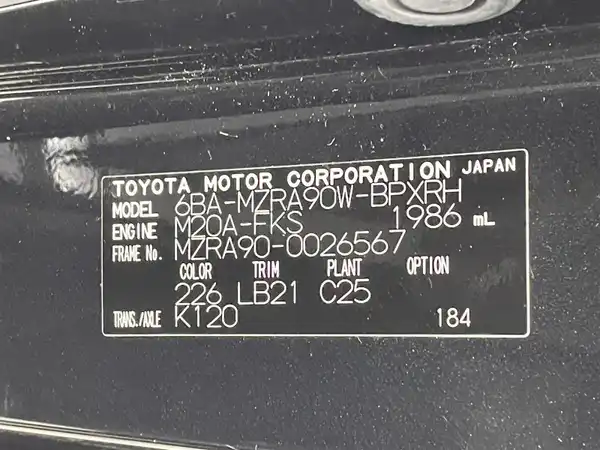 TOYOTA MOTOR CORPORATION JAPAN
MODEL 6BA-MZRA90W-BPXRH
ENGINE M20A-FKS 1986 mL
FRAME No. MZRA90-0026567
COLOR TRIM PLANT OPTION
226 LB21 C25
TRANS./AXLE K120 184